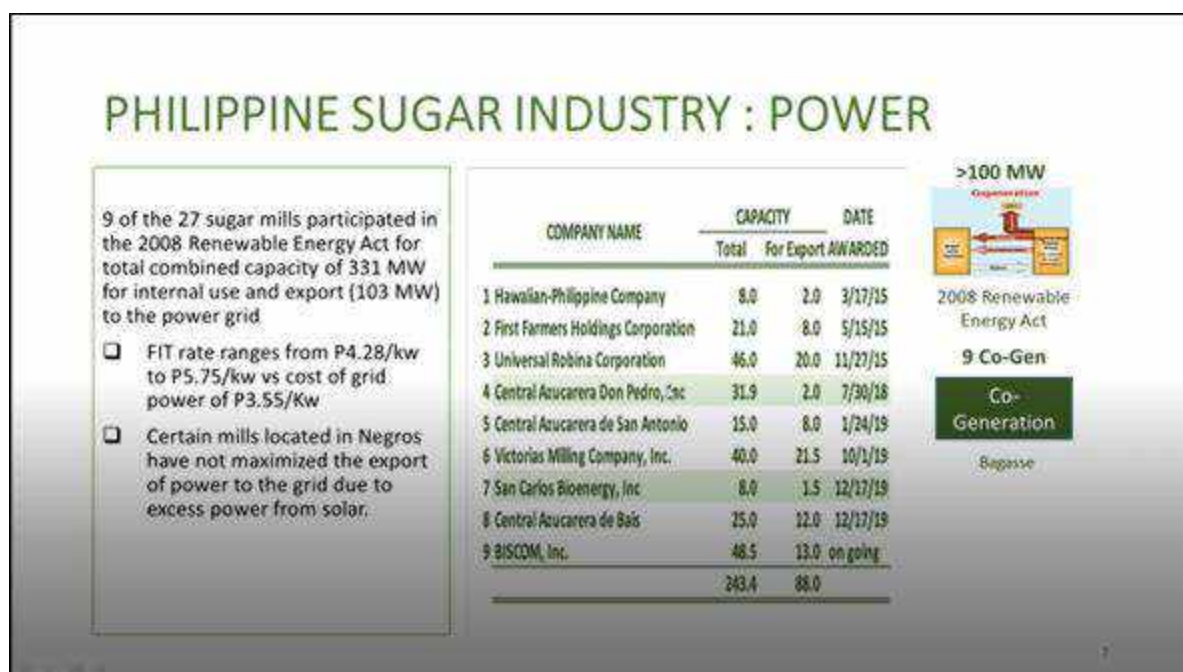 PHILIPPINE SUGAR INDUSTRY : POWER
9 of the 27 sugar mills participated in
the 2008 Renewable Energy Act for
total combined capacity of 331 MW
for internal use and export (103 MW)
to the power grid
FIT rate ranges from P4.28/kw
to P5.75/kw vs cost of grid
power of P3.55/Kw
Certain mills located in Negros
have not maximized the export
of power to the grid due to
excess power from solar.
COMPANY NAME CAPACITY DATE
Total For Export AWARDED
1 Hawaiian-Philippine Company 8.0 2.0 3/17/15
2 First Farmers Holdings Corporation 21.0 8.0 5/15/15
3 Universal Robina Corporation 46.0 20.0 11/27/15
4 Central Azucarera Don Pedro, Inc 31.9 2.0 7/30/18
5 Central Azucarera de San Antonio 15.0 8.0 1/24/19
6 Victorias Milling Company, Inc. 40.0 21.5 10/1/19
7 San Carlos Bioenergy, Inc 8.0 1.5 12/17/19
8 Central Azucarera de Bais 25.0 12.0 12/17/19
9 BISCOM, Inc. 48.5 13.0 on going
243.4 88.0
>100 MW
Cogeneration
2008 Renewable
Energy Act
9 Co-Gen
Co-
Generation
Bagasse
7